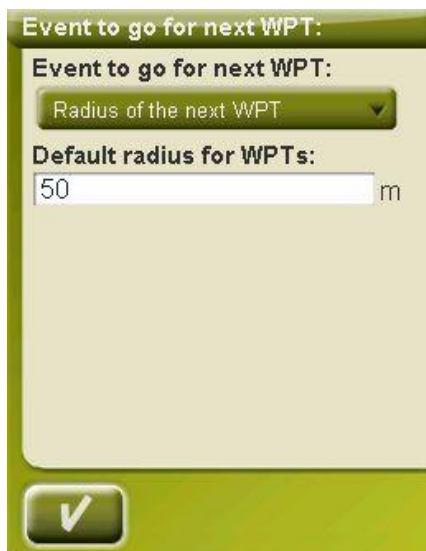 Event to go for next WPT:
Event to go for next WPT:
Radius of the next WPT
Default radius for WPTs:
50 m